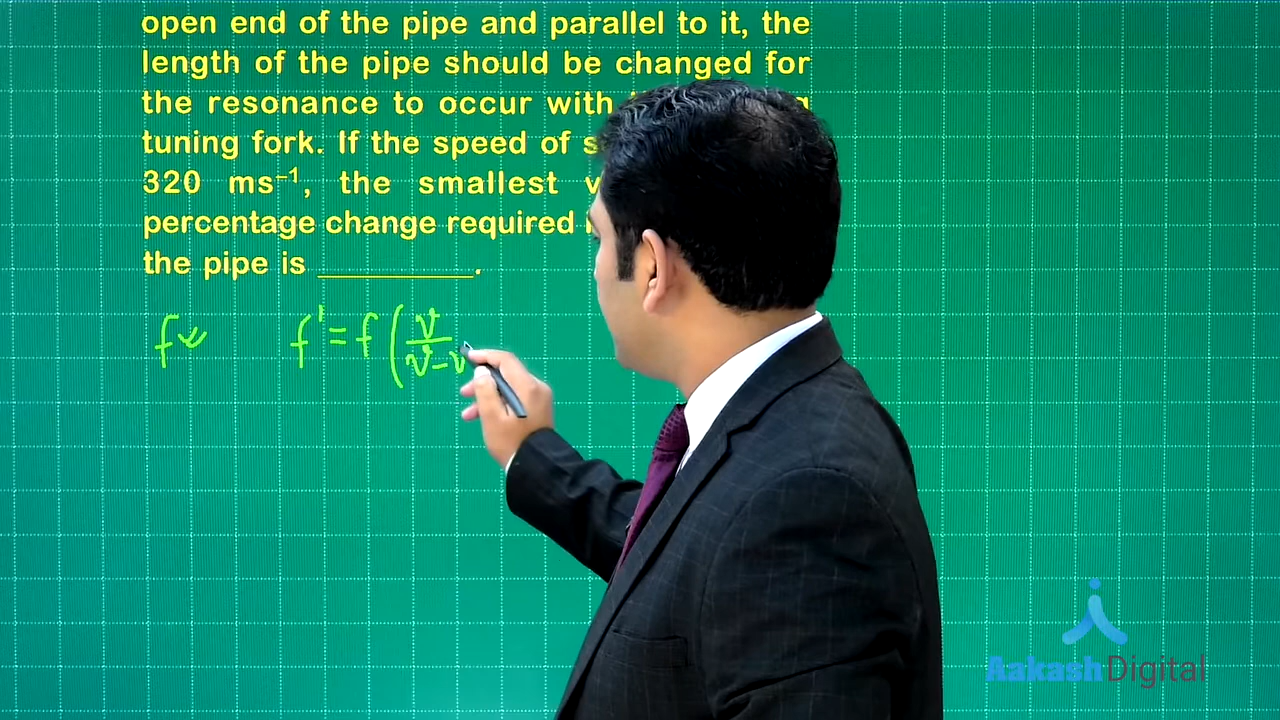 open end of the pipe and parallel to it, the
length of the pipe should be changed for
the resonance to occur with
tuning fork. If the speed of
320 ms⁻¹, the smallest
percentage change required
the pipe is ________.
f f' = f ( v / v - v
Aakash Digital